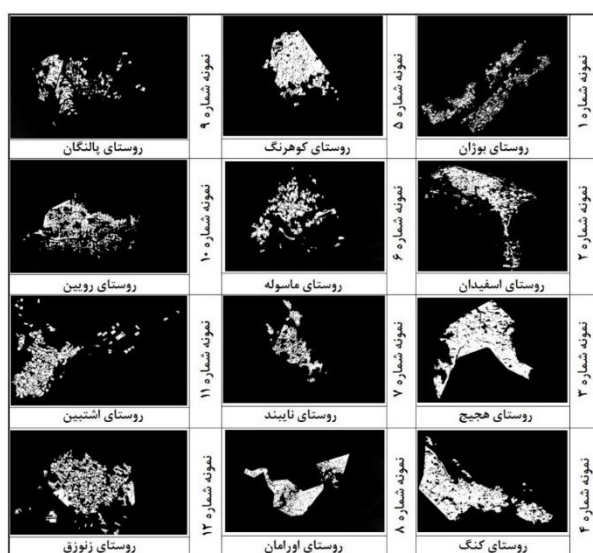 نمونه شماره ۱
روستای بوژان
نمونه شماره ۵
روستای کوهرنگ
نمونه شماره ۹
روستای پالنگان
نمونه شماره ۲
روستای اسفیدان
نمونه شماره ۶
روستای ماسوله
نمونه شماره ۱۰
روستای رویین
نمونه شماره ۳
روستای هجیج
نمونه شماره ۷
روستای نایبند
نمونه شماره ۱۱
روستای اشتبین
نمونه شماره ۴
روستای کنگ
نمونه شماره ۸
روستای اورامان
نمونه شماره ۱۲
روستای زنوزق